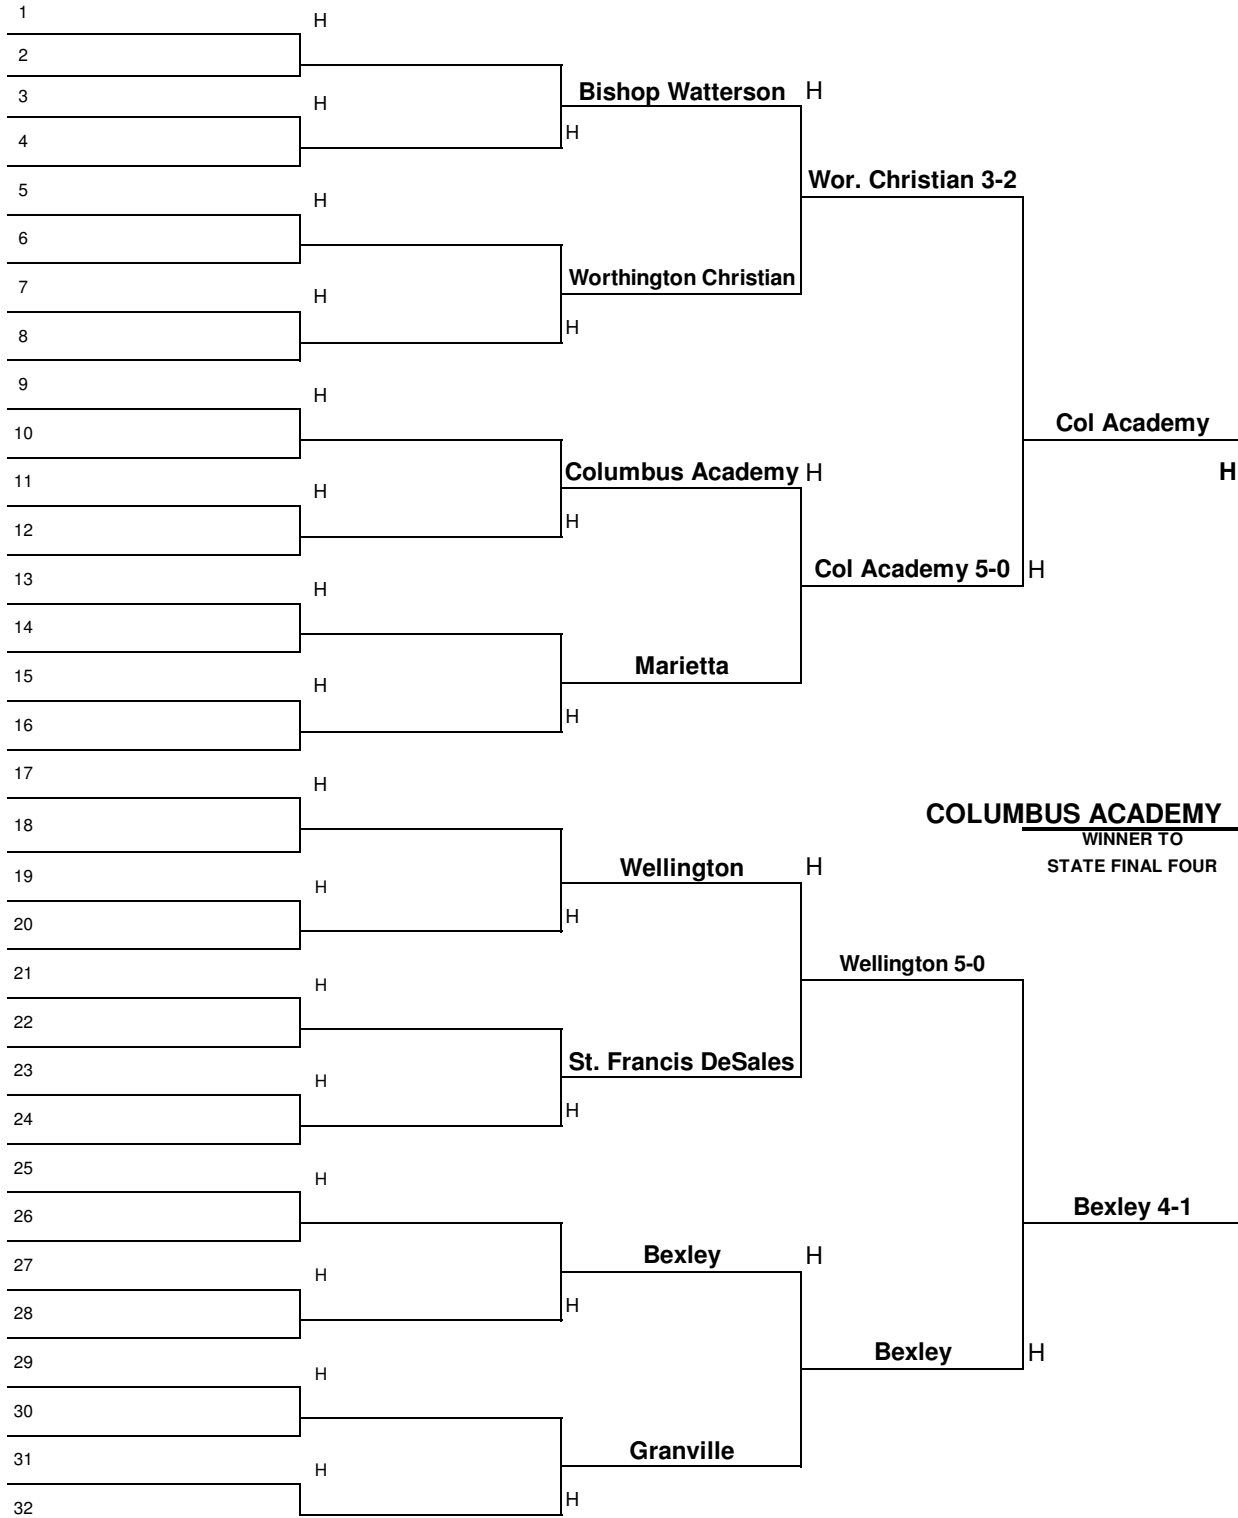 1
H
2
3
H
Bishop Watterson H
4
H
5
H
Wor. Christian 3-2
6
7
H
Worthington Christian
8
H
9
H
10
Col Academy
11
H
Columbus Academy H
H
12
H
13
H
Col Academy 5-0 H
14
15
H
Marietta
16
H
17
H
18
COLUMBUS ACADEMY
WINNER TO
STATE FINAL FOUR
19
H
Wellington H
20
H
21
H
Wellington 5-0
22
23
H
St. Francis DeSales
24
H
25
H
26
Bexley 4-1
27
H
Bexley H
28
H
29
H
Bexley H
30
31
H
Granville
32
H